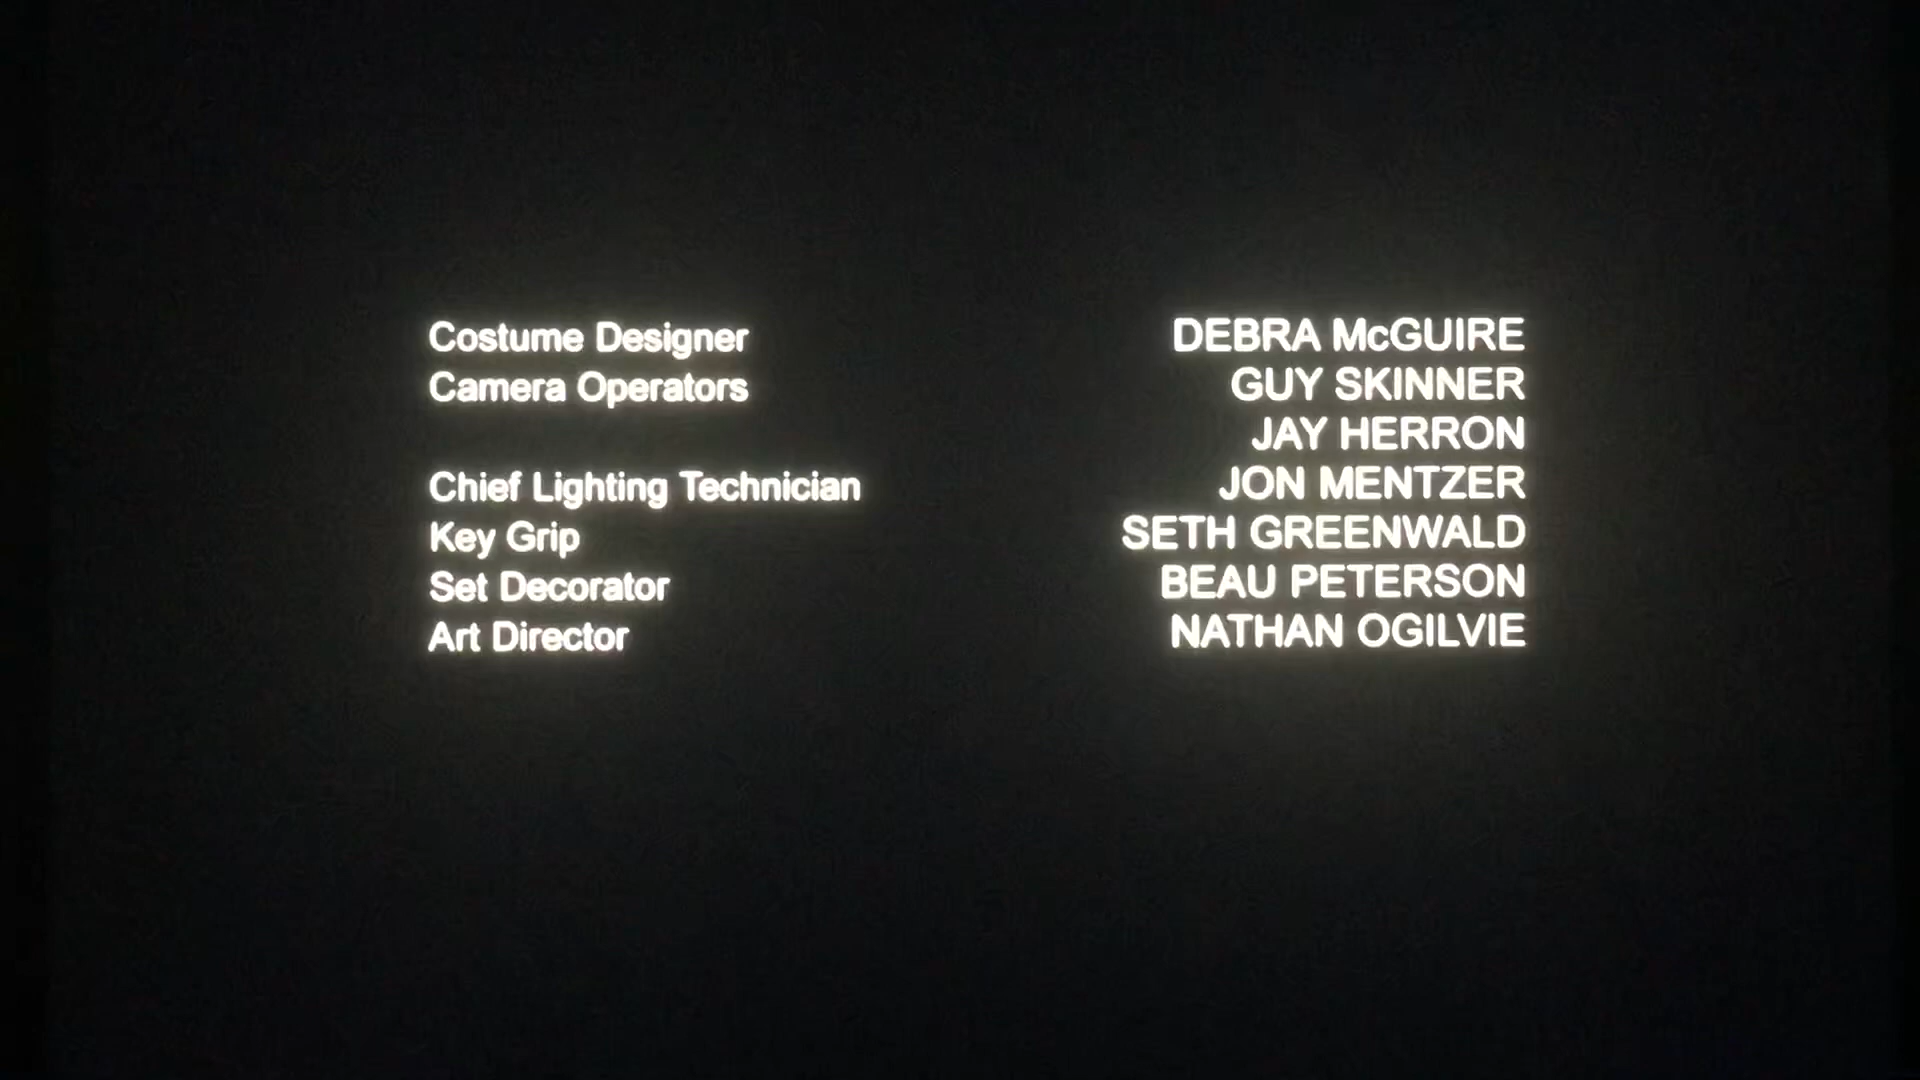 Costume Designer DEBRA McGUIRE
Camera Operators GUY SKINNER
JAY HERRON
Chief Lighting Technician JON MENTZER
Key Grip SETH GREENWALD
Set Decorator BEAU PETERSON
Art Director NATHAN OGILVIE